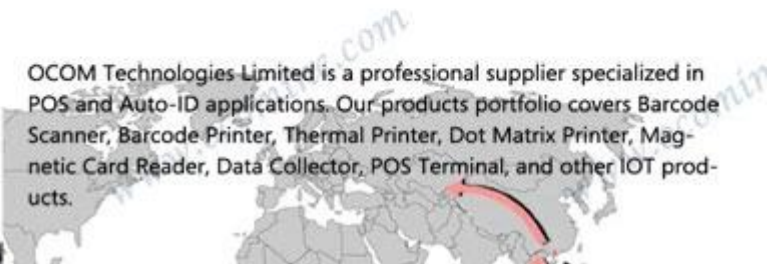 OCOM Technologies Limited is a professional supplier specialized in
POS and Auto-ID applications. Our products portfolio covers Barcode
Scanner, Barcode Printer, Thermal Printer, Dot Matrix Printer, Mag-
netic Card Reader, Data Collector, POS Terminal, and other IOT prod-
ucts.